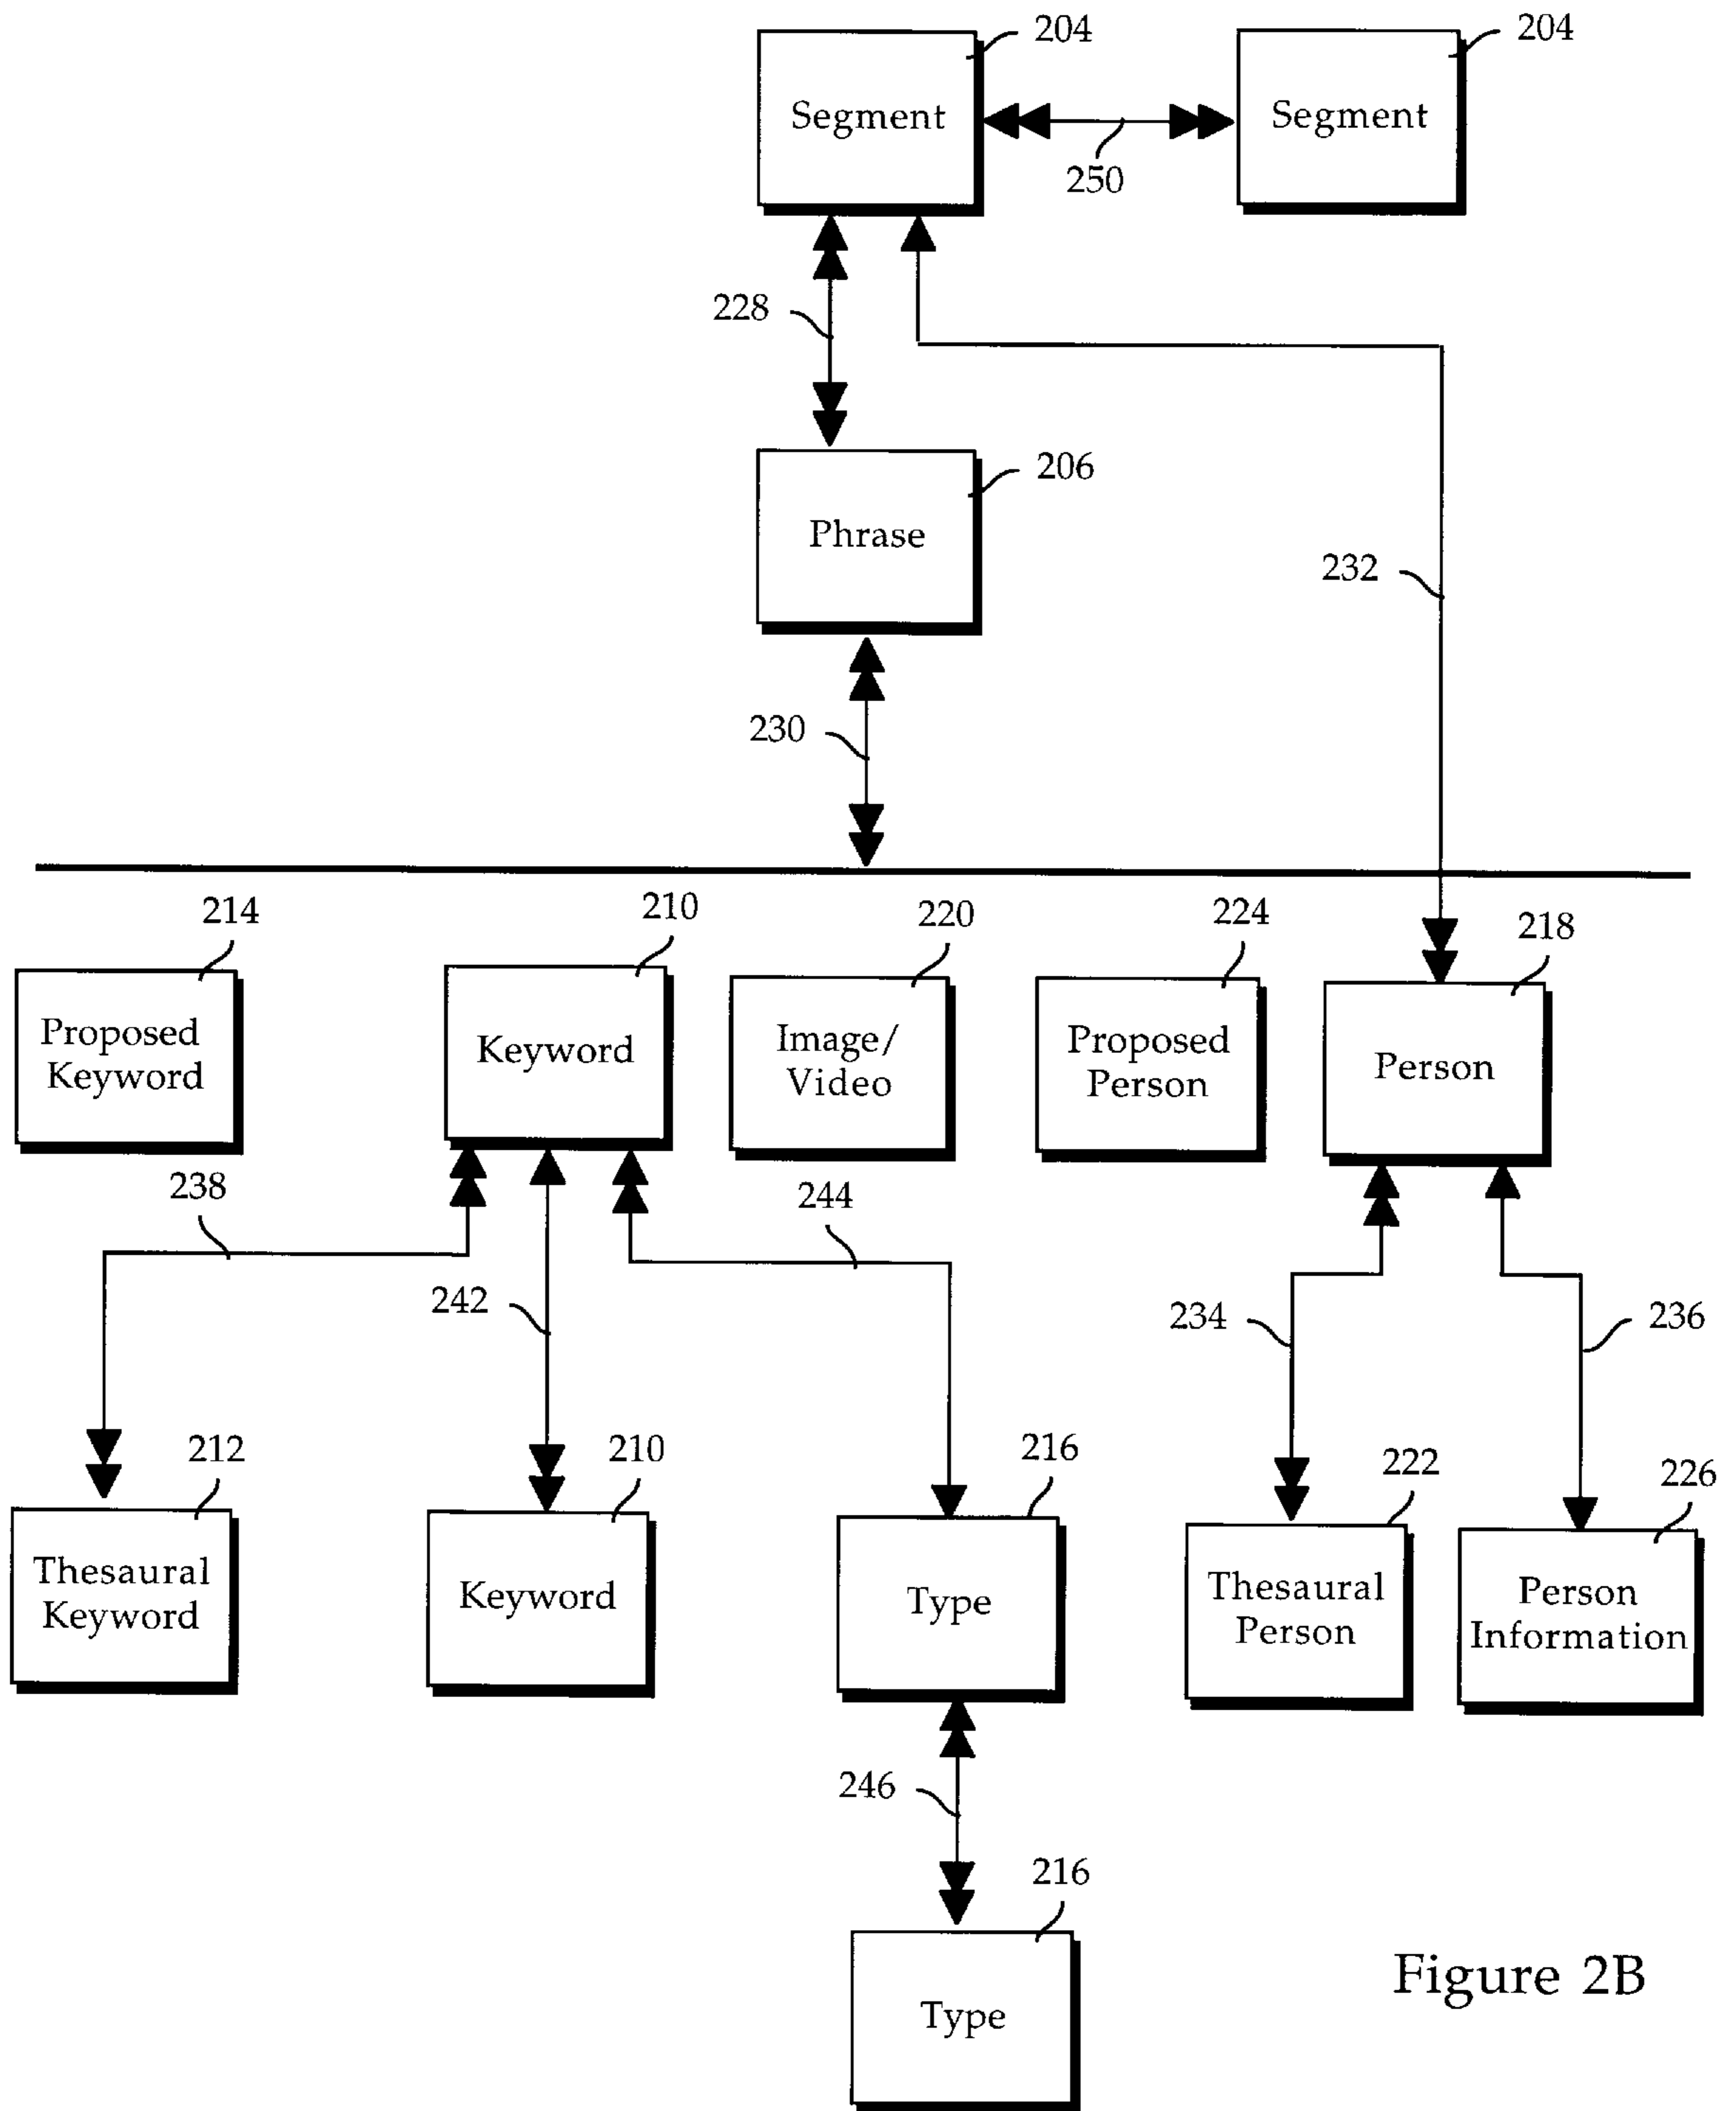 204
204
Segment
Segment
250
228
206
Phrase
232
230
214
210
220
224
218
Proposed
Keyword
Keyword
Image/
Video
Proposed
Person
Person
238
244
242
234
236
212
210
216
222
226
Thesaural
Keyword
Keyword
Type
Thesaural
Person
Person
Information
246
216
Type
Figure 2B